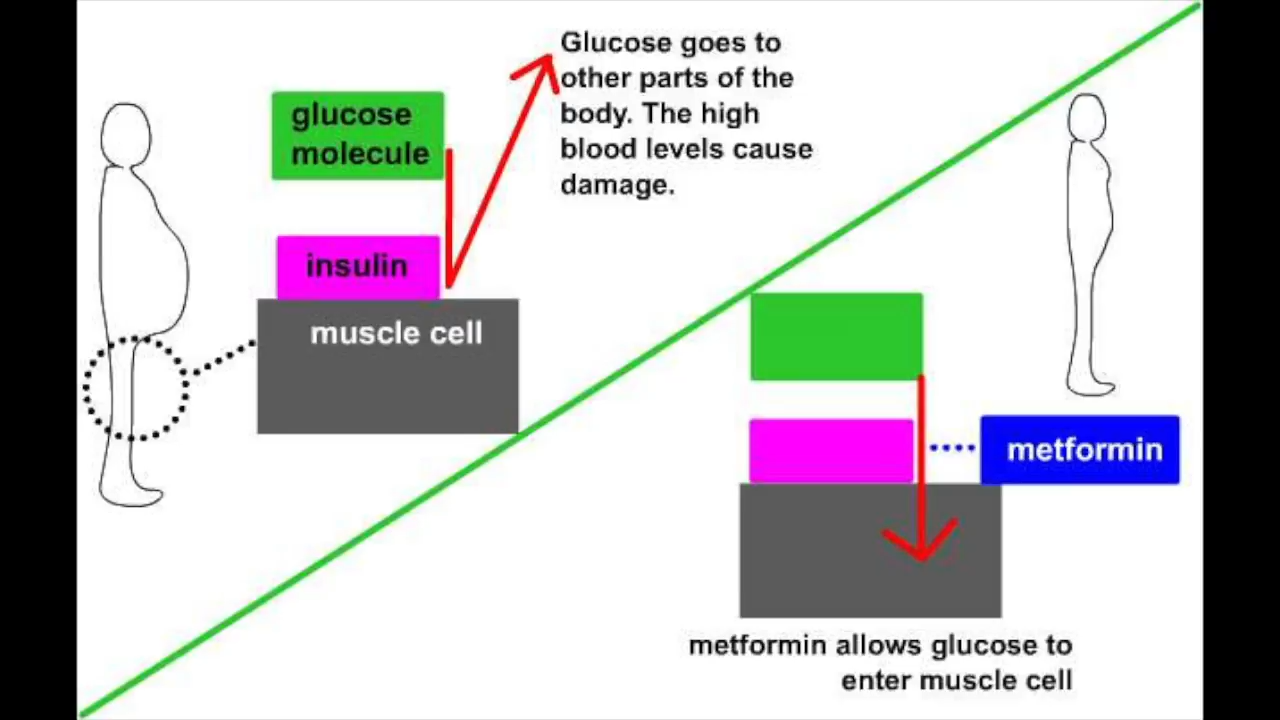 glucose
molecule
insulin
muscle cell
Glucose goes to
other parts of the
body. The high
blood levels cause
damage.
metformin
metformin allows glucose to
enter muscle cell